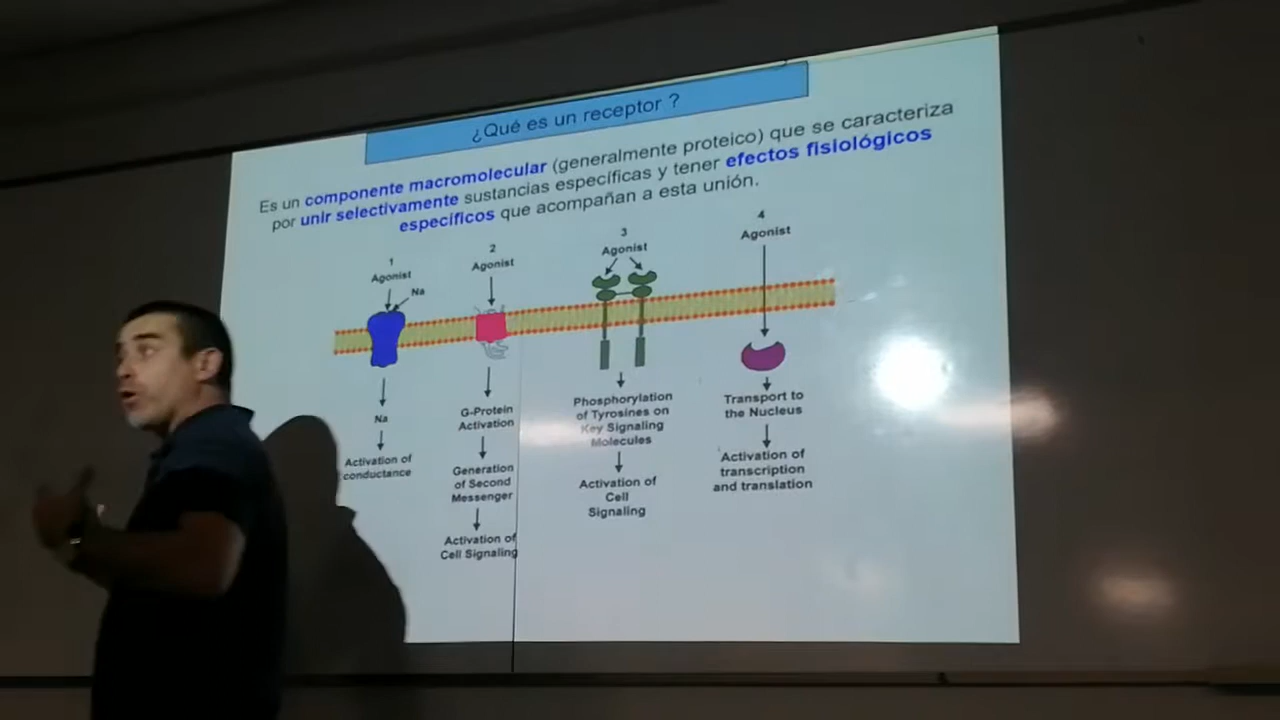 ¿Qué es un receptor ?
Es un componente macromolecular (generalmente proteico) que se caracteriza
por unir selectivamente sustancias específicas y tener efectos fisiológicos
específicos que acompañan a esta unión.
1
Agonist
Na
Na
Activation of
conductance
2
Agonist
G-Protein
Activation
Generation
of Second
Messenger
Activation of
Cell Signaling
3
Agonist
Phosphorylation
of Tyrosines on
Key Signaling
Molecules
Activation of
Cell
Signaling
4
Agonist
Transport to
the Nucleus
Activation of
transcription
and translation